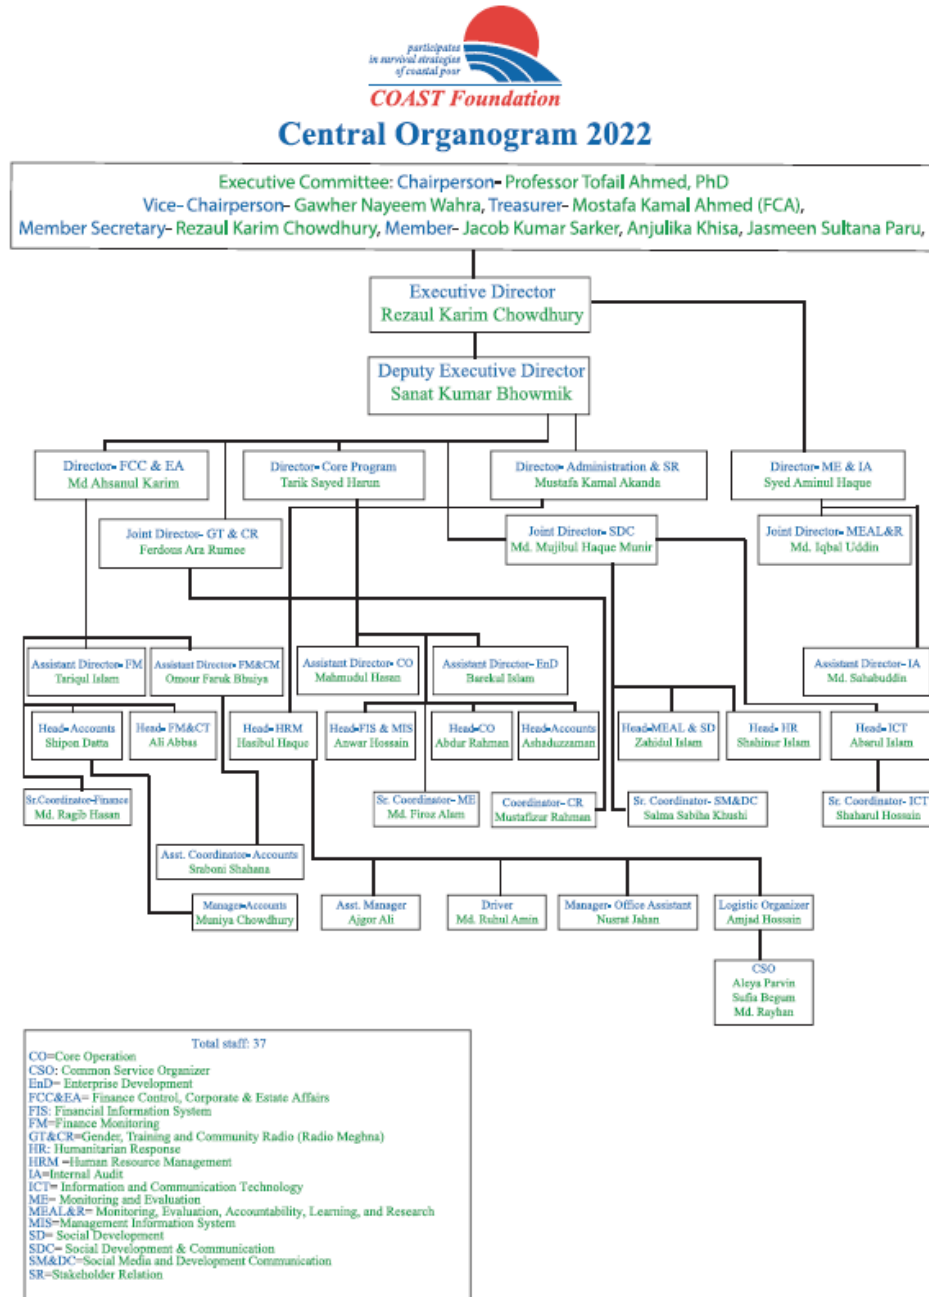 participates
in survival strategies
of coastal poor
COAST Foundation
Central Organogram 2022
Executive Committee: Chairperson- Professor Tofail Ahmed, PhD
Vice- Chairperson- Gawher Nayeem Wahra, Treasurer- Mostafa Kamal Ahmed (FCA),
Member Secretary- Rezaul Karim Chowdhury, Member- Jacob Kumar Sarker, Anjulika Khisa, Jasmeen Sultana Paru,
Executive Director
Rezaul Karim Chowdhury
Deputy Executive Director
Sanat Kumar Bhowmik
Director- FCC & EA
Md Ahsanul Karim
Director- Core Program
Tarik Sayed Harun
Director- Administration & SR
Mustafa Kamal Akanda
Director- ME & IA
Syed Aminul Haque
Joint Director- GT & CR
Ferdous Ara Rumee
Joint Director- SDC
Md. Mujibul Haque Munir
Joint Director- MEAL&R
Md. Iqbal Uddin
Assistant Director- FM
Tariqul Islam
Assistant Director- FM&CM
Omour Faruk Bhuiya
Assistant Director- CO
Mahmudul Hasan
Assistant Director- EnD
Barekul Islam
Assistant Director- IA
Md. Sahabuddin
Head-Accounts
Shipon Datta
Head- FM&CT
Ali Abbas
Head-HRM
Hasibul Haque
Head-FIS & MIS
Anwar Hossain
Head-CO
Abdur Rahman
Head-Accounts
Ashaduzzaman
Head-MEAL & SD
Zahidul Islam
Head- HR
Shahinur Islam
Head- ICT
Abarul Islam
Sr.Coordinator-Finance
Md. Ragib Hasan
Sr. Coordinator- ME
Md. Firoz Alam
Coordinator- CR
Mustafizur Rahman
Sr. Coordinator- SM&DC
Salma Sabiha Khushi
Sr. Coordinator- ICT
Shaharul Hossain
Asst. Coordinator-Accounts
Sraboni Shahana
Manager-Accounts
Muniya Chowdhury
Asst. Manager
Ajgor Ali
Driver
Md. Ruhul Amin
Manager- Office Assistant
Nusrat Jahan
Logistic Organizer
Amjad Hossain
CSO
Aleya Parvin
Sufia Begum
Md. Rayhan
Total staff: 37
CO=Core Operation
CSO: Common Service Organizer
EnD= Enterprise Development
FCC&EA= Finance Control, Corporate & Estate Affairs
FIS: Financial Information System
FM=Finance Monitoring
GT&CR=Gender, Training and Community Radio (Radio Meghna)
HR: Humanitarian Response
HRM =Human Resource Management
IA=Internal Audit
ICT= Information and Communication Technology
ME= Monitoring and Evaluation
MEAL&R= Monitoring, Evaluation, Accountability, Learning, and Research
MIS=Management Information System
SD= Social Development
SDC= Social Development & Communication
SM&DC=Social Media and Development Communication
SR=Stakeholder Relation